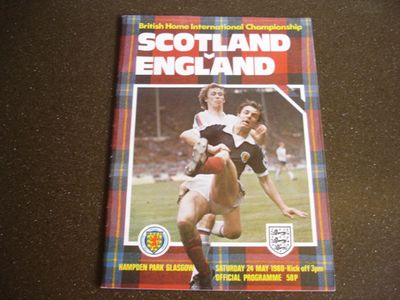 British Home International Championship
SCOTLAND
v
ENGLAND
HAMPDEN PARK GLASGOW
SATURDAY 24 MAY 1980-Kick off 3pm
OFFICIAL PROGRAMME 50P